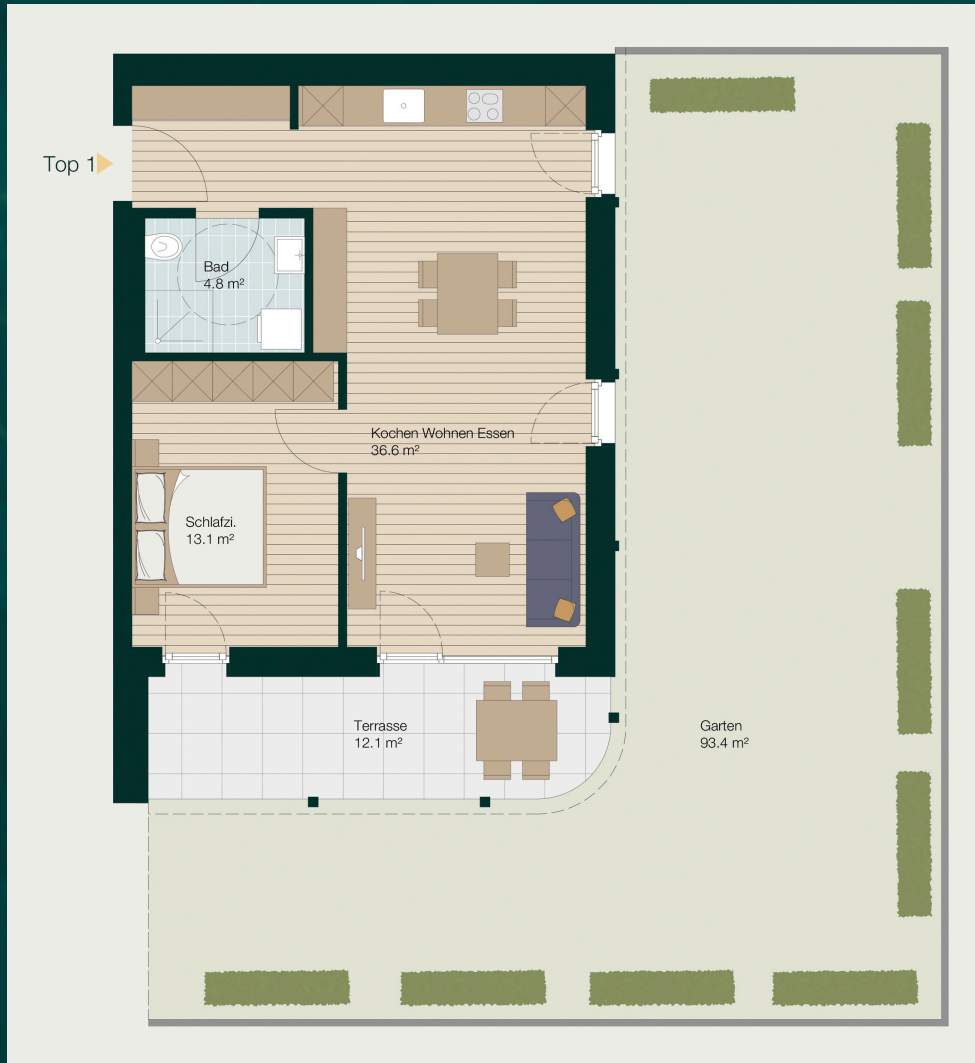 Top 1
Bad
4.8 m²
Kochen Wohnen Essen
36.6 m²
Schlafzi.
13.1 m²
Terrasse
12.1 m²
Garten
93.4 m²